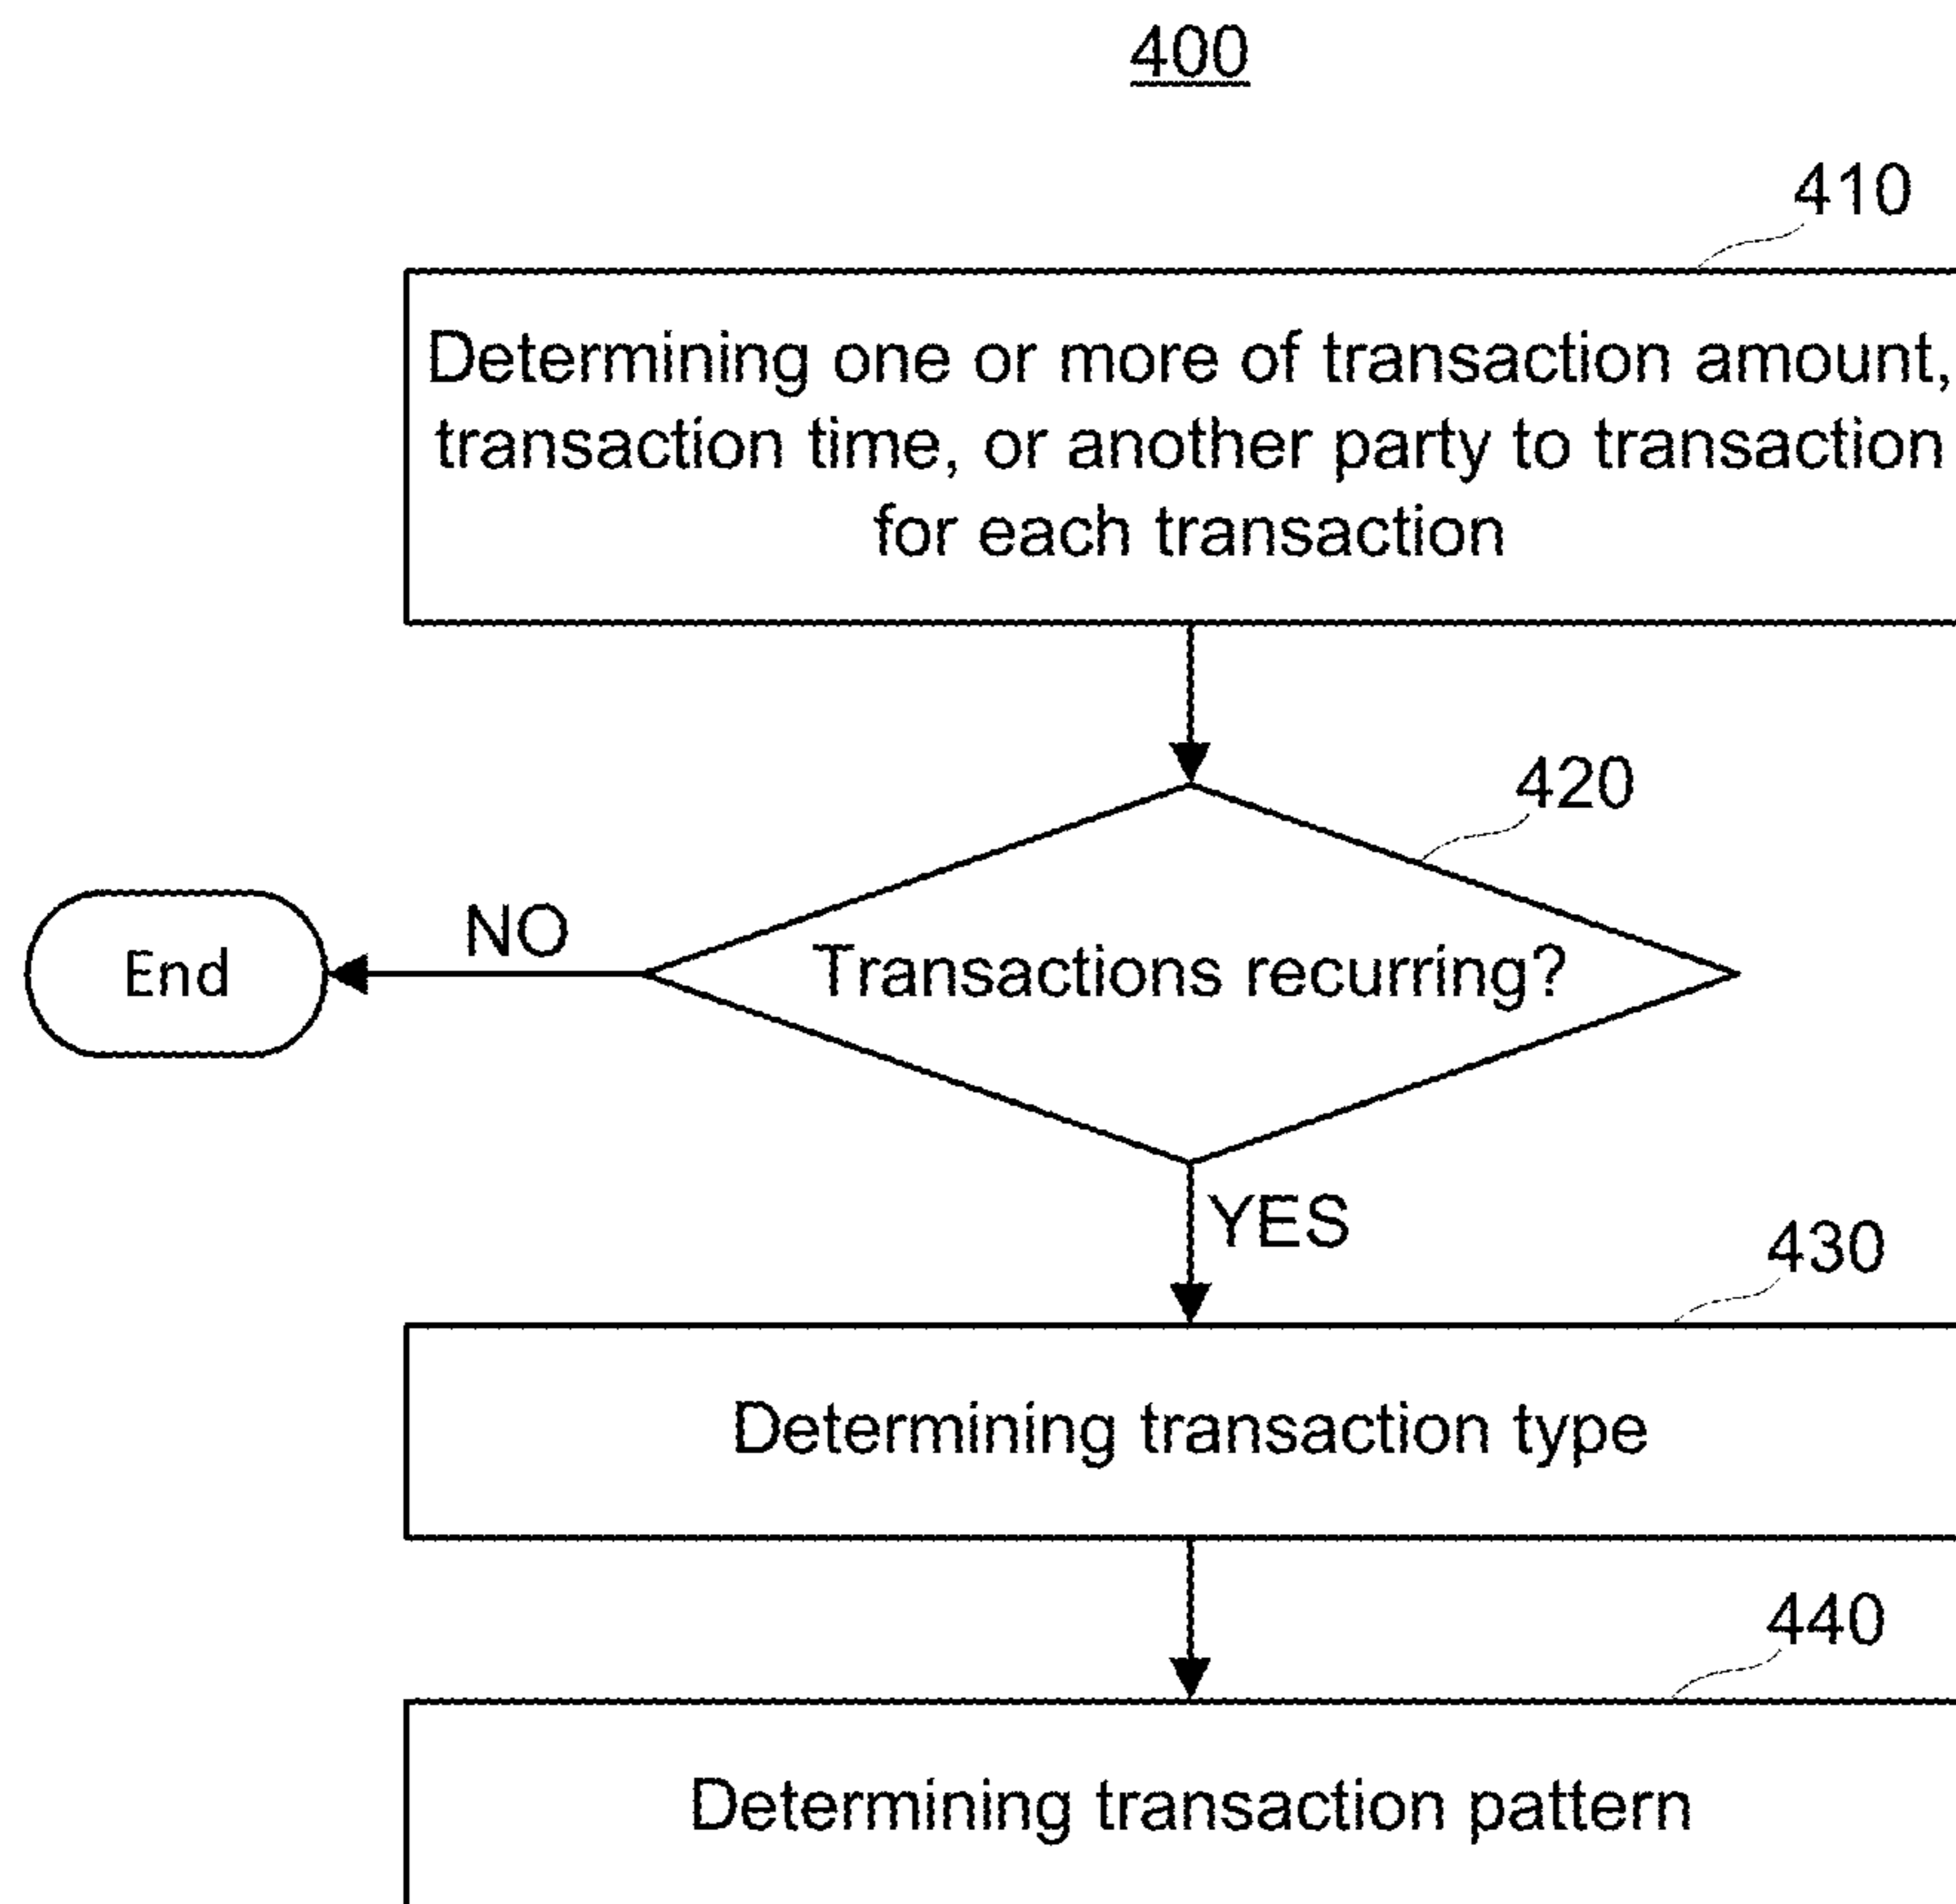 400
410
Determining one or more of transaction amount,
transaction time, or another party to transaction
for each transaction
420
Transactions recurring?
NO
End
YES
430
Determining transaction type
440
Determining transaction pattern